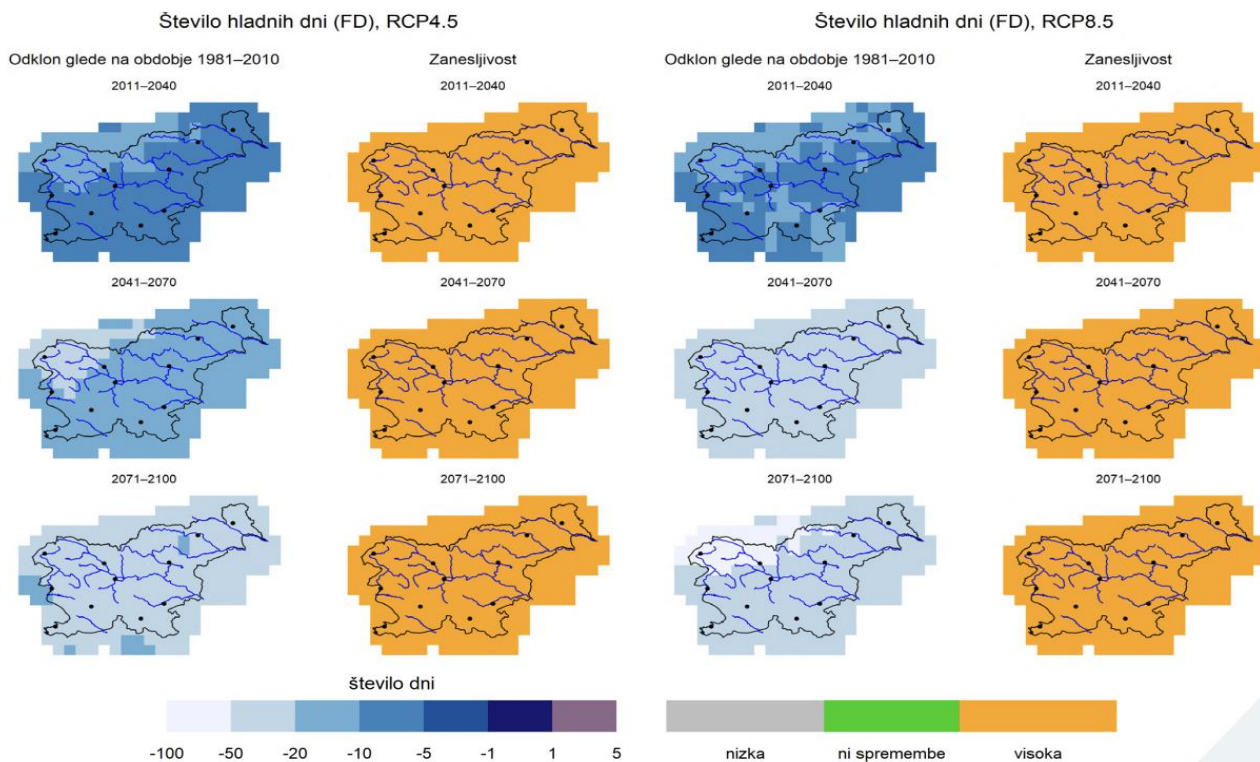 Število hladnih dni (FD), RCP4.5
Število hladnih dni (FD), RCP8.5
Odklon glede na obdobje 1981–2010
Zanesljivost
Odklon glede na obdobje 1981–2010
Zanesljivost
2011–2040
2011–2040
2011–2040
2011–2040
2041–2070
2041–2070
2041–2070
2041–2070
2071–2100
2071–2100
2071–2100
2071–2100
število dni
-100 -50 -20 -10 -5 -1 1 5
nizka ni spremembe visoka